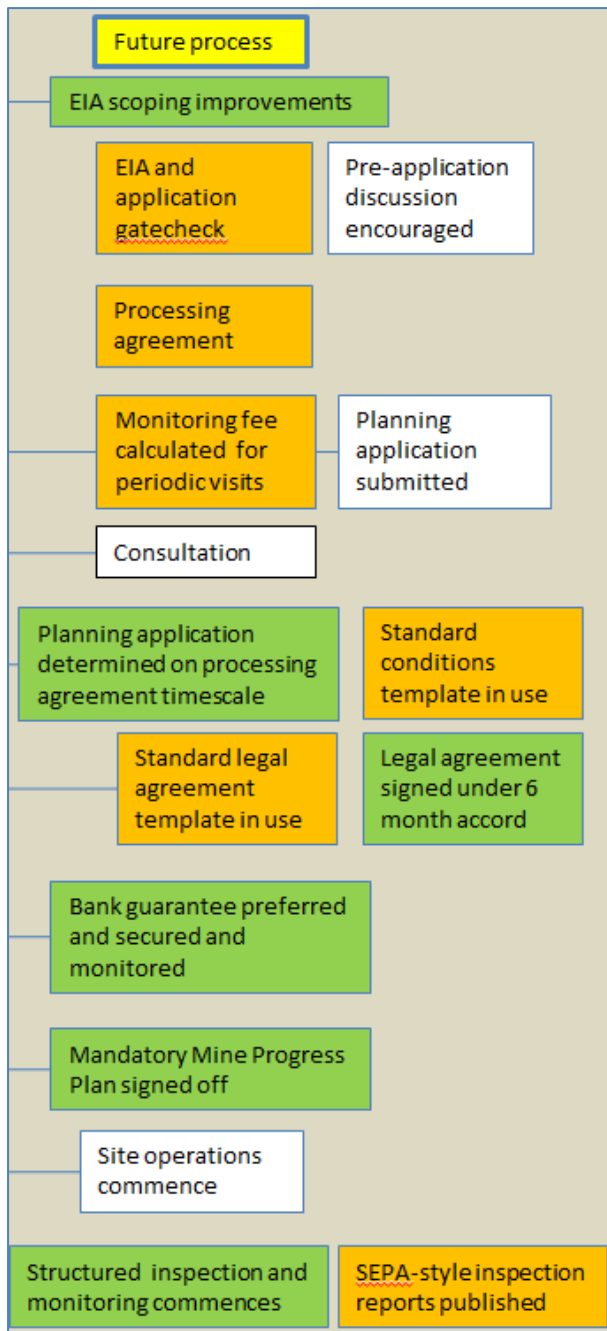 Future process
EIA scoping improvements
EIA and
application
gatecheck
Pre-application
discussion
encouraged
Processing
agreement
Monitoring fee
calculated for
periodic visits
Planning
application
submitted
Consultation
Planning application
determined on processing
agreement timescale
Standard
conditions
template in use
Standard legal
agreement
template in use
Legal agreement
signed under 6
month accord
Bank guarantee preferred
and secured and
monitored
Mandatory Mine Progress
Plan signed off
Site operations
commence
Structured inspection and
monitoring commences
SEPA-style inspection
reports published